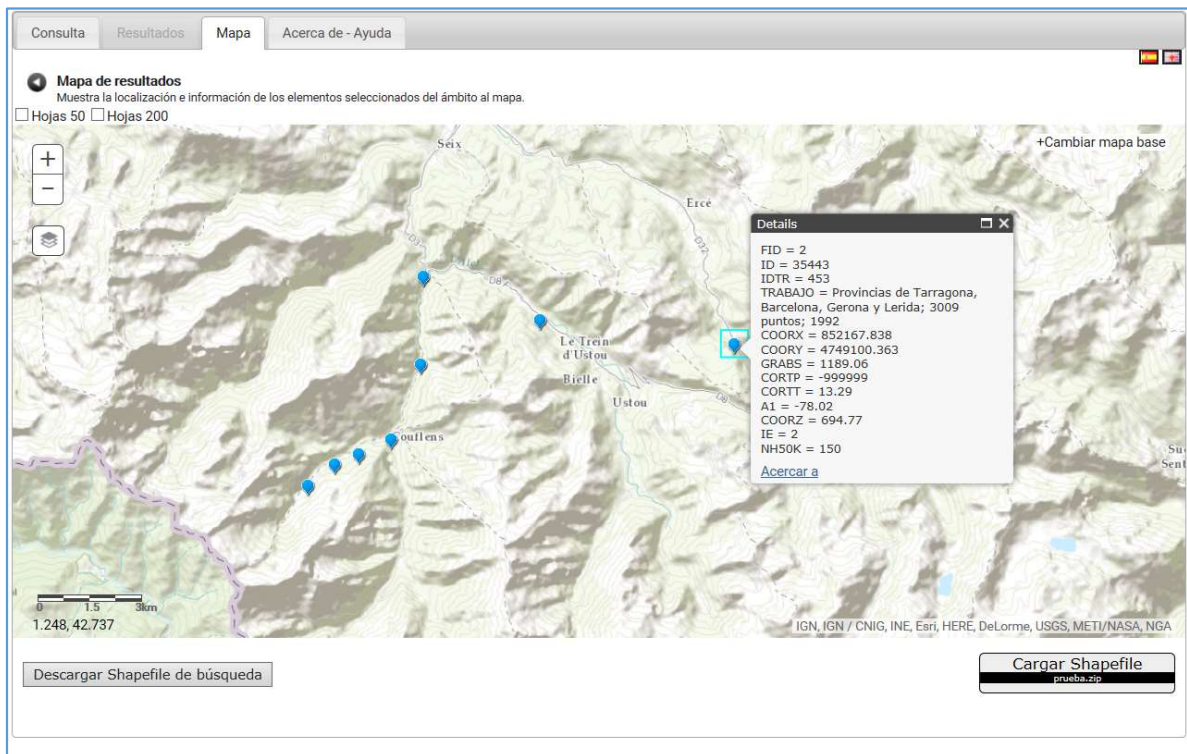 Consulta Resultados Mapa Acerca de - Ayuda
Mapa de resultados
Muestra la localización e información de los elementos seleccionados del ámbito al mapa.
Hojas 50 Hojas 200
+
−
+Cambiar mapa base
Seix
Ercé
D32
D8
Le Trein
d'Ustou
Bielle
Ustou
D8
Details
FID = 2
ID = 35443
IDTR = 453
TRABAJO = Provincias de Tarragona,
Barcelona, Gerona y Lerida; 3009
puntos; 1992
COORX = 852167.838
COORY = 4749100.363
GRABS = 1189.06
CORTP = -999999
CORTT = 13.29
A1 = -78.02
COORZ = 694.77
IE = 2
NH50K = 150
Acercar a
Su
Sent
0 1.5 3km
1.248, 42.737
IGN, IGN / CNIG, INE, Esri, HERE, DeLorme, USGS, METI/NASA, NGA
Descargar Shapefile de búsqueda
Cargar Shapefile
prueba.zip